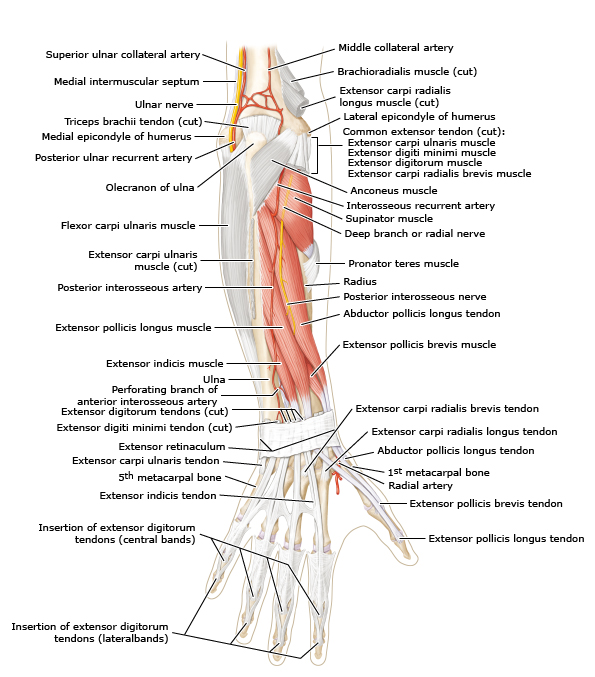 Superior ulnar collateral artery
Medial intermuscular septum
Ulnar nerve
Triceps brachii tendon (cut)
Medial epicondyle of humerus
Posterior ulnar recurrent artery
Olecranon of ulna
Flexor carpi ulnaris muscle
Extensor carpi ulnaris
muscle (cut)
Posterior interosseous artery
Extensor pollicis longus muscle
Extensor indicis muscle
Ulna
Perforating branch of
anterior interosseous artery
Extensor digitorum tendons (cut)
Extensor digiti minimi tendon (cut)
Extensor retinaculum
Extensor carpi ulnaris tendon
5th metacarpal bone
Extensor indicis tendon
Insertion of extensor digitorum
tendons (central bands)
Insertion of extensor digitorum
tendons (lateralbands)
Middle collateral artery
Brachioradialis muscle (cut)
Extensor carpi radialis
longus muscle (cut)
Lateral epicondyle of humerus
Common extensor tendon (cut):
Extensor carpi ulnaris muscle
Extensor digiti minimi muscle
Extensor digitorum muscle
Extensor carpi radialis brevis muscle
Anconeus muscle
Interosseous recurrent artery
Supinator muscle
Deep branch or radial nerve
Pronator teres muscle
Radius
Posterior interosseous nerve
Abductor pollicis longus tendon
Extensor pollicis brevis muscle
Extensor carpi radialis brevis tendon
Extensor carpi radialis longus tendon
Abductor pollicis longus tendon
1st metacarpal bone
Radial artery
Extensor pollicis brevis tendon
Extensor pollicis longus tendon